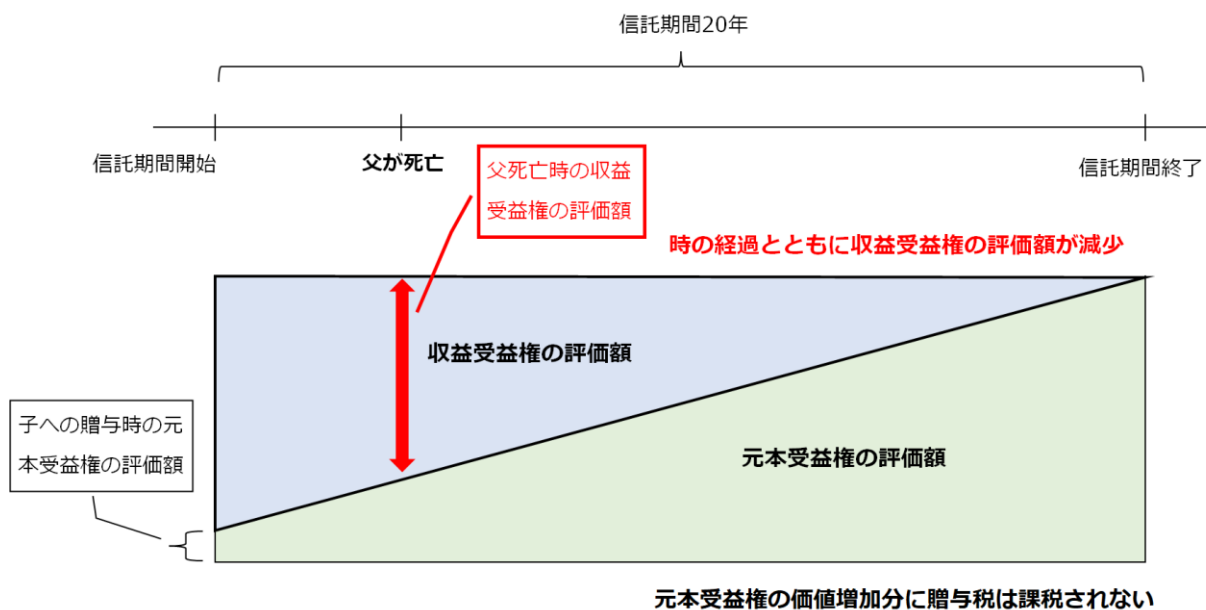 信託期間20年
信託期間開始
父が死亡
信託期間終了
父死亡時の収益
受益権の評価額
時の経過とともに収益受益権の評価額が減少
収益受益権の評価額
子への贈与時の元
本受益権の評価額
元本受益権の評価額
元本受益権の価値増加分に贈与税は課税されない